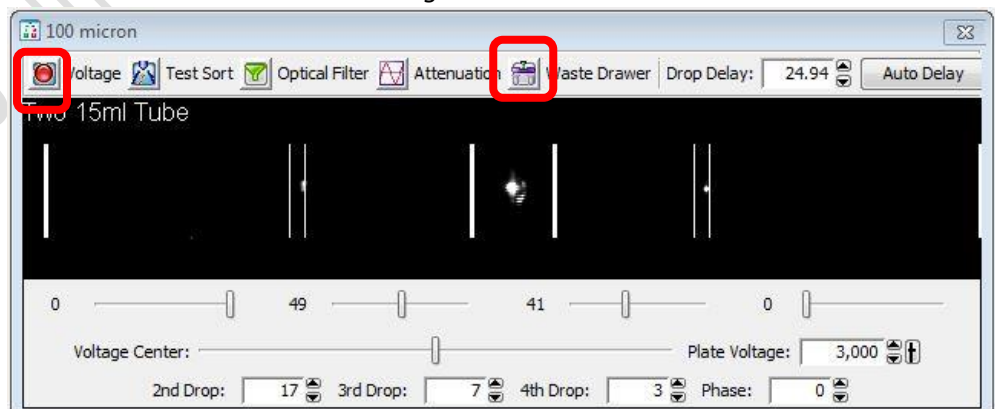 100 micron
Voltage Test Sort Optical Filter Attenuation Waste Drawer Drop Delay: 24.94 Auto Delay
Two 15ml Tube
0 49 41 0
Voltage Center: Plate Voltage: 3,000
2nd Drop: 17 3rd Drop: 7 4th Drop: 3 Phase: 0